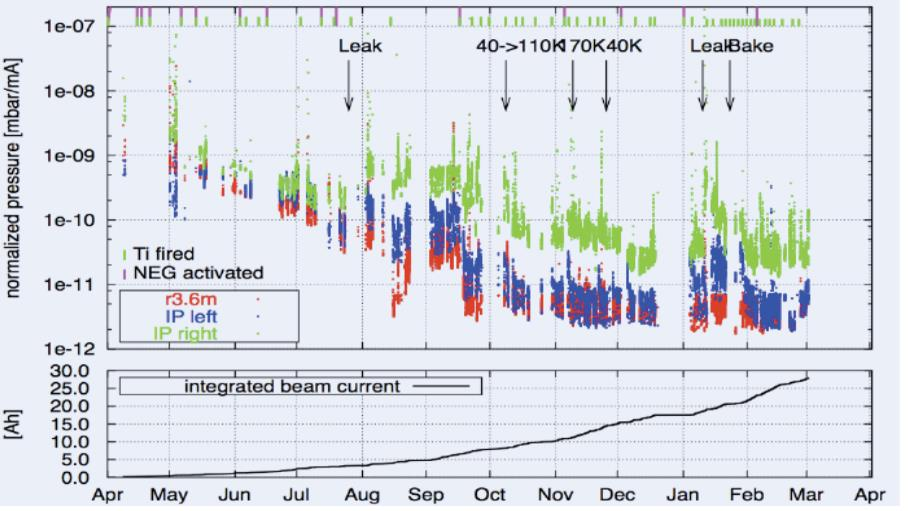 1e-07
Leak 40->110K 170K 40K Leak Bake
1e-08
1e-09
1e-10
1e-11
1e-12
normalized pressure [mbar/mA]
Ti fired
NEG activated
r3.6m
IP left
IP right
30.0
25.0
20.0
15.0
10.0
5.0
0.0
[Ah]
integrated beam current
Apr May Jun Jul Aug Sep Oct Nov Dec Jan Feb Mar Apr